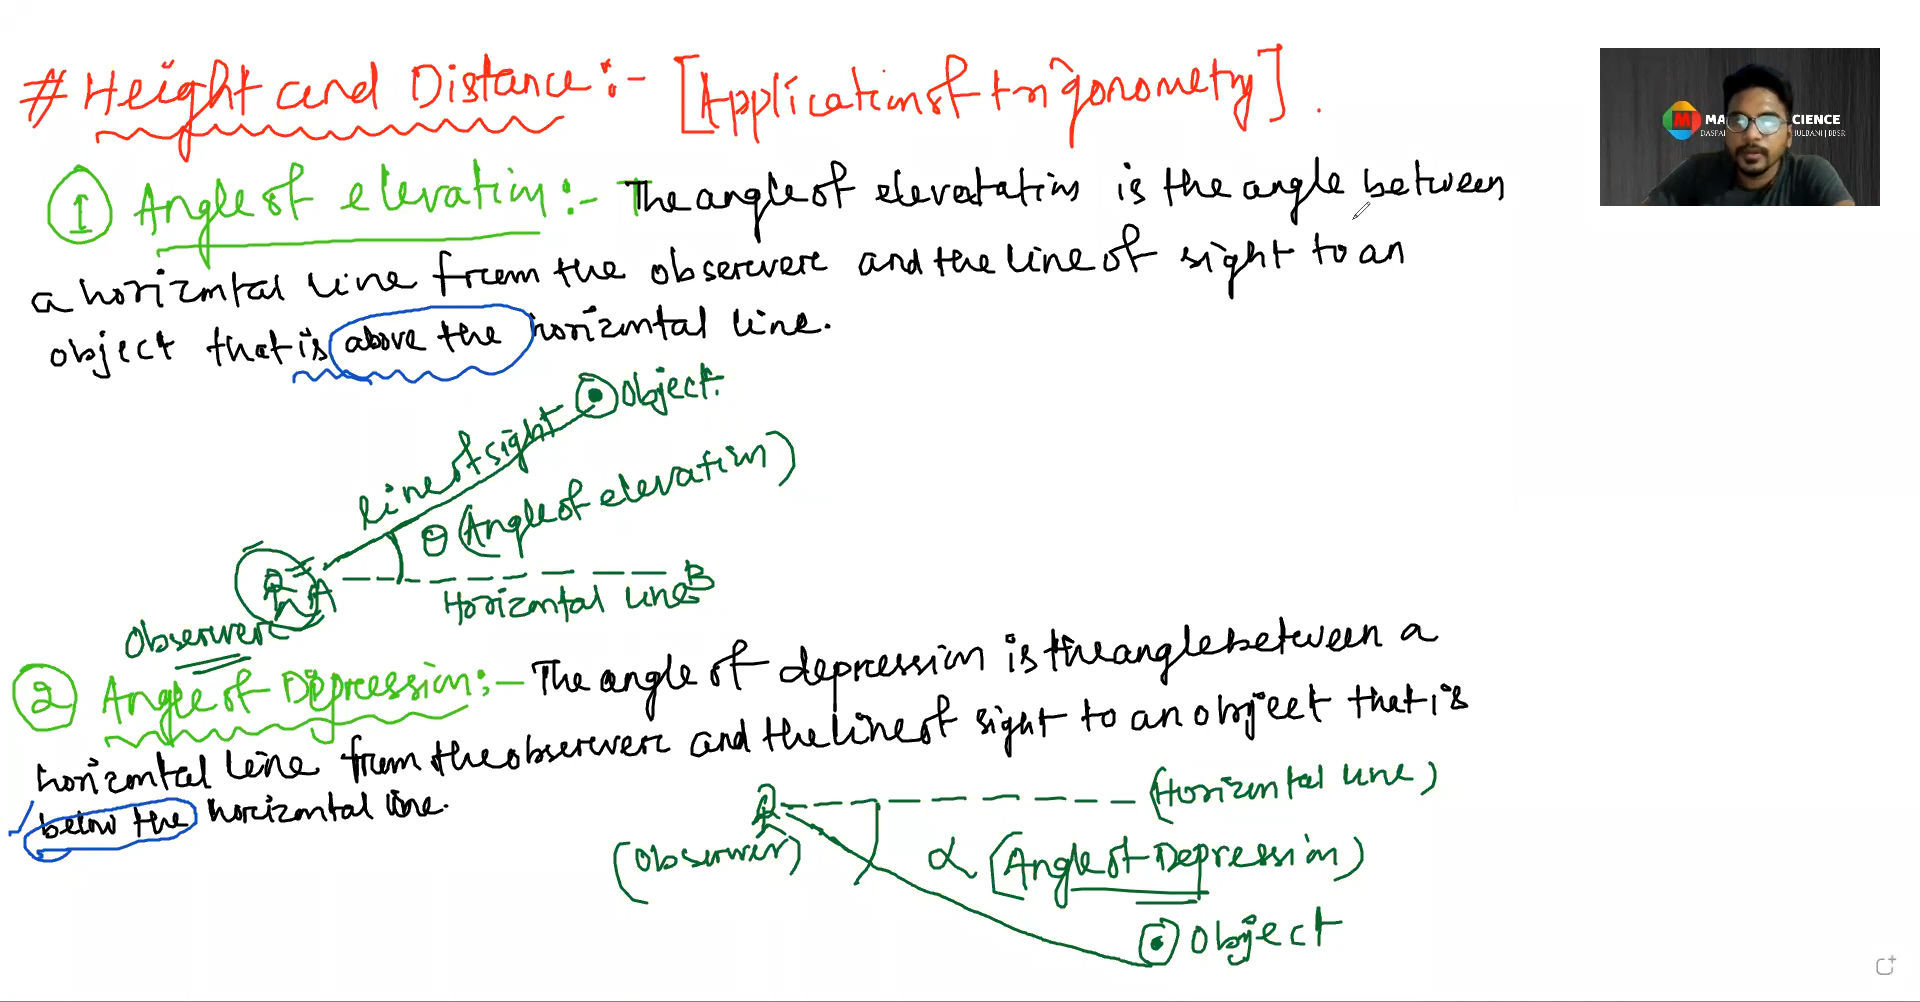 # Height and Distance :- [Application of trigonometry].
① Angle of elevation :- The angle of elevatation is the angle between
a horizontal line from the observere and the line of sight to an
object that is above the horizontal line.
Object.
line of sight
θ (Angle of elevation)
A
B
Horizontal line
Observer
② Angle of Depression :- The angle of depression is the angle between a
horizontal line from the observere and the line of sight to an object that is
below the horizontal line.
(Horizontal line)
(Observer)
α (Angle of Depression)
Object
M
MA CIENCE